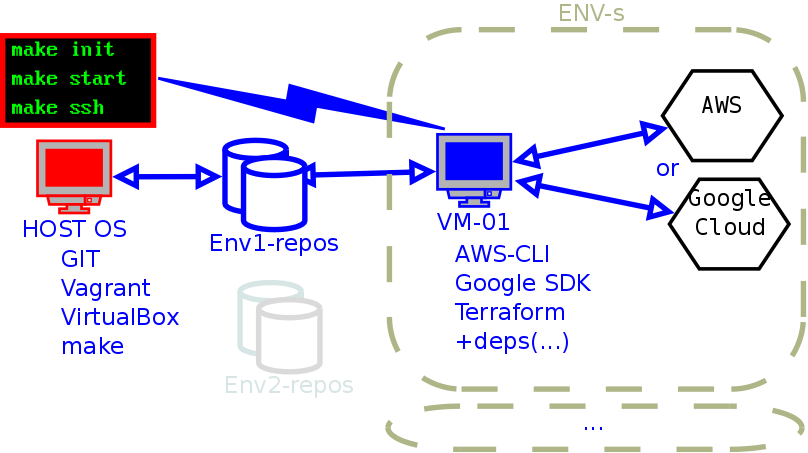 ENV-s
make init
make start
make ssh
AWS
or
Google
Cloud
HOST OS
GIT
Vagrant
VirtualBox
make
Env1-repos
VM-01
AWS-CLI
Google SDK
Terraform
+deps(...)
Env2-repos
...